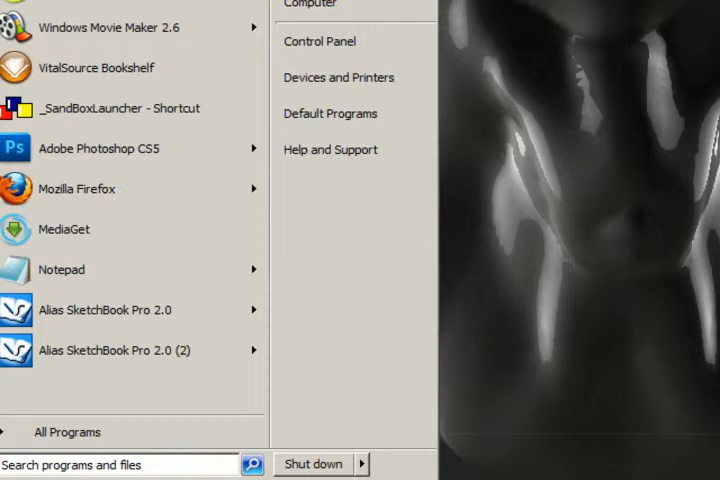 Computer
Windows Movie Maker 2.6
Control Panel
VitalSource Bookshelf
Devices and Printers
_SandBoxLauncher - Shortcut
Default Programs
Ps
Adobe Photoshop CS5
Help and Support
Mozilla Firefox
MediaGet
Notepad
Alias SketchBook Pro 2.0
Alias SketchBook Pro 2.0 (2)
All Programs
Search programs and files
Shut down